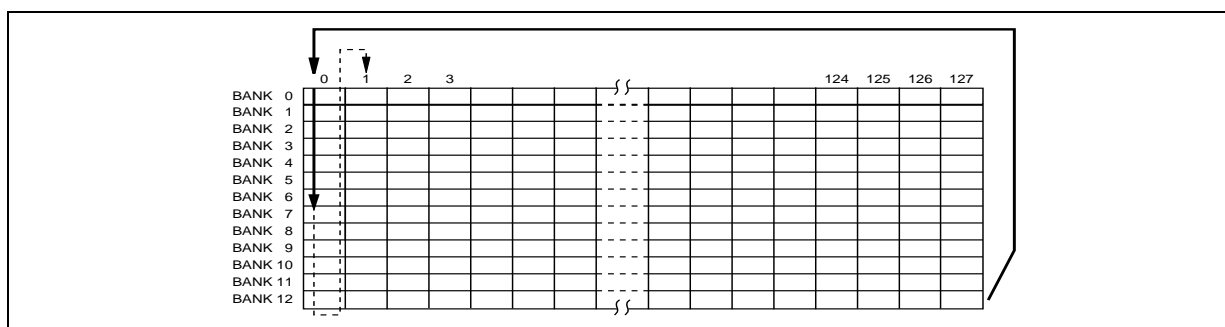 0 1 2 3 124 125 126 127
BANK 0
BANK 1
BANK 2
BANK 3
BANK 4
BANK 5
BANK 6
BANK 7
BANK 8
BANK 9
BANK 10
BANK 11
BANK 12